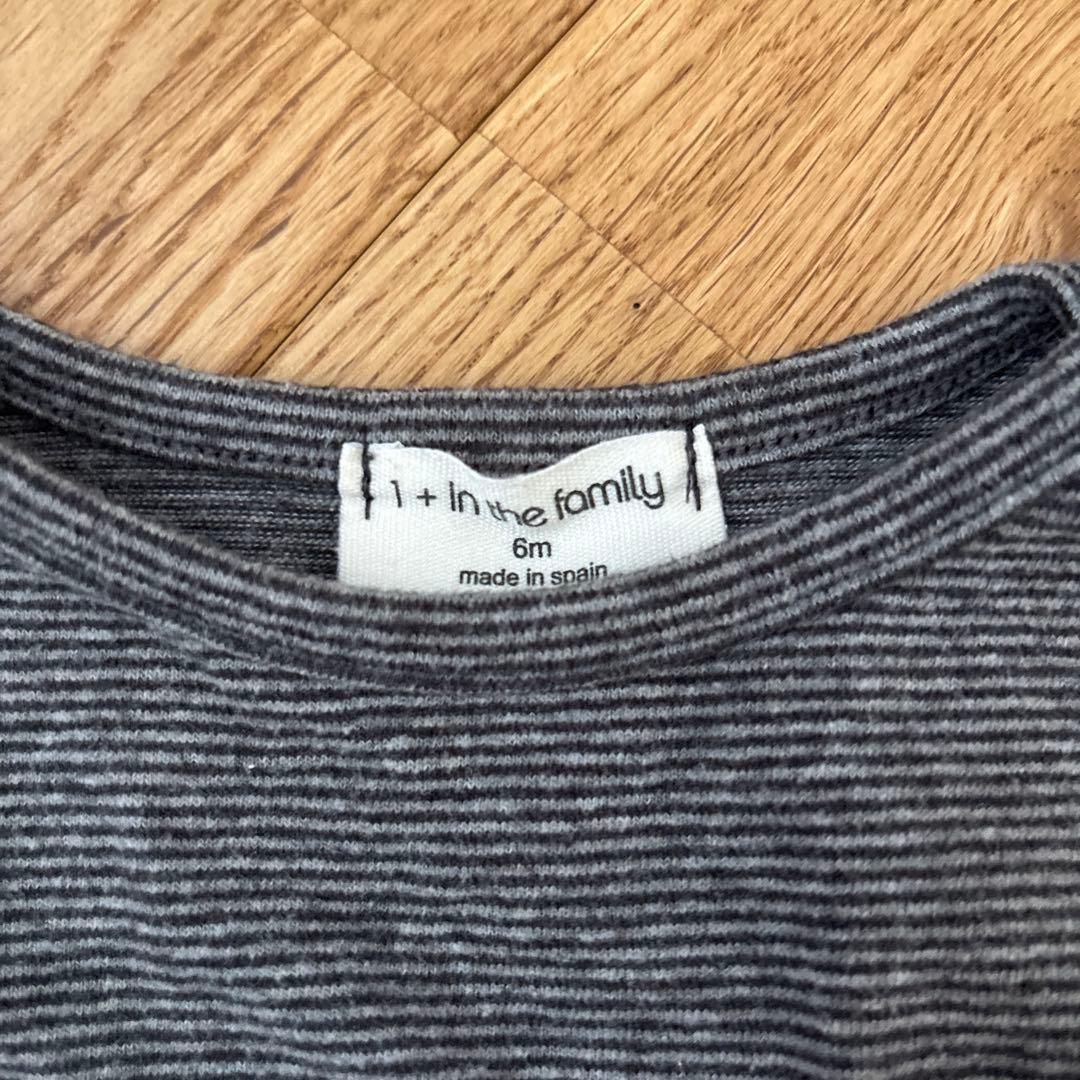 1 + in the family
6m
made in spain